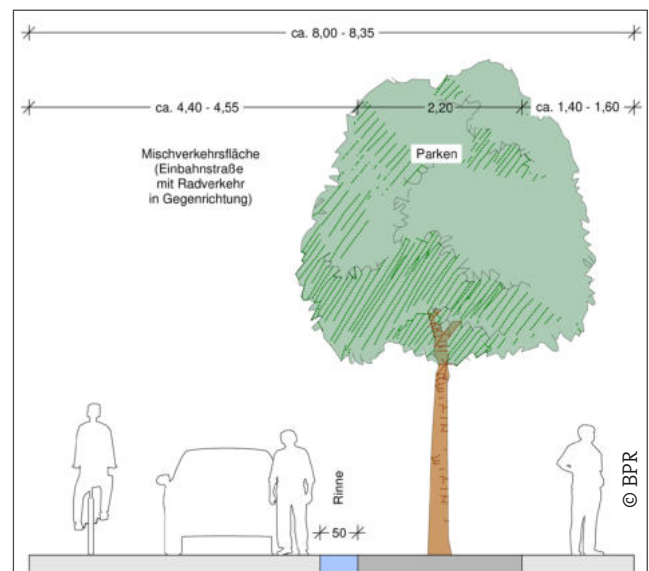 ca. 8,00 - 8,35
ca. 4,40 - 4,55
2,20
ca. 1,40 - 1,60
Mischverkehrsfläche
(Einbahnstraße
mit Radverkehr
in Gegenrichtung)
Parken
Rinne
50
© BPR